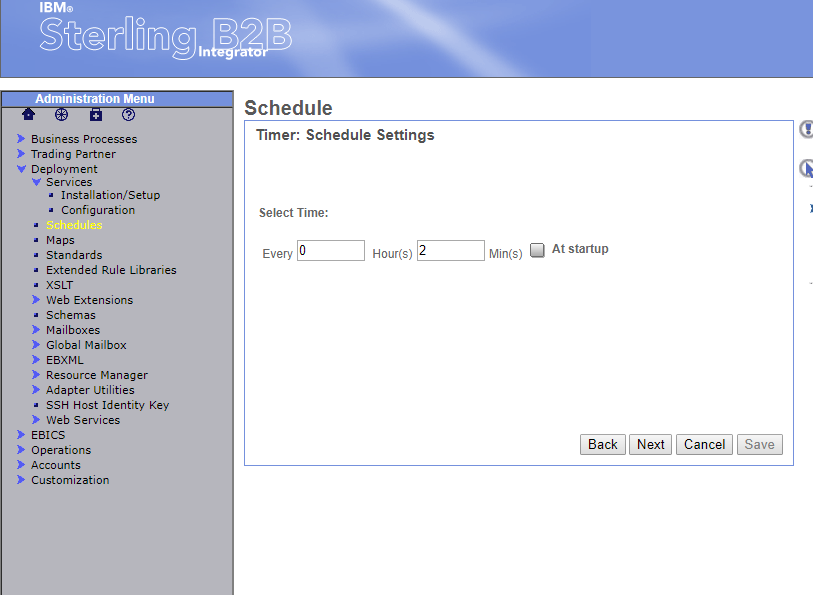 IBM®
Sterling B2B
Integrator
Administration Menu
Business Processes
Trading Partner
Deployment
Services
Installation/Setup
Configuration
Schedules
Maps
Standards
Extended Rule Libraries
XSLT
Web Extensions
Schemas
Mailboxes
Global Mailbox
EBXML
Resource Manager
Adapter Utilities
SSH Host Identity Key
Web Services
EBICS
Operations
Accounts
Customization
Schedule
Timer: Schedule Settings
Select Time:
Every 0 Hour(s) 2 Min(s) At startup
Back Next Cancel Save